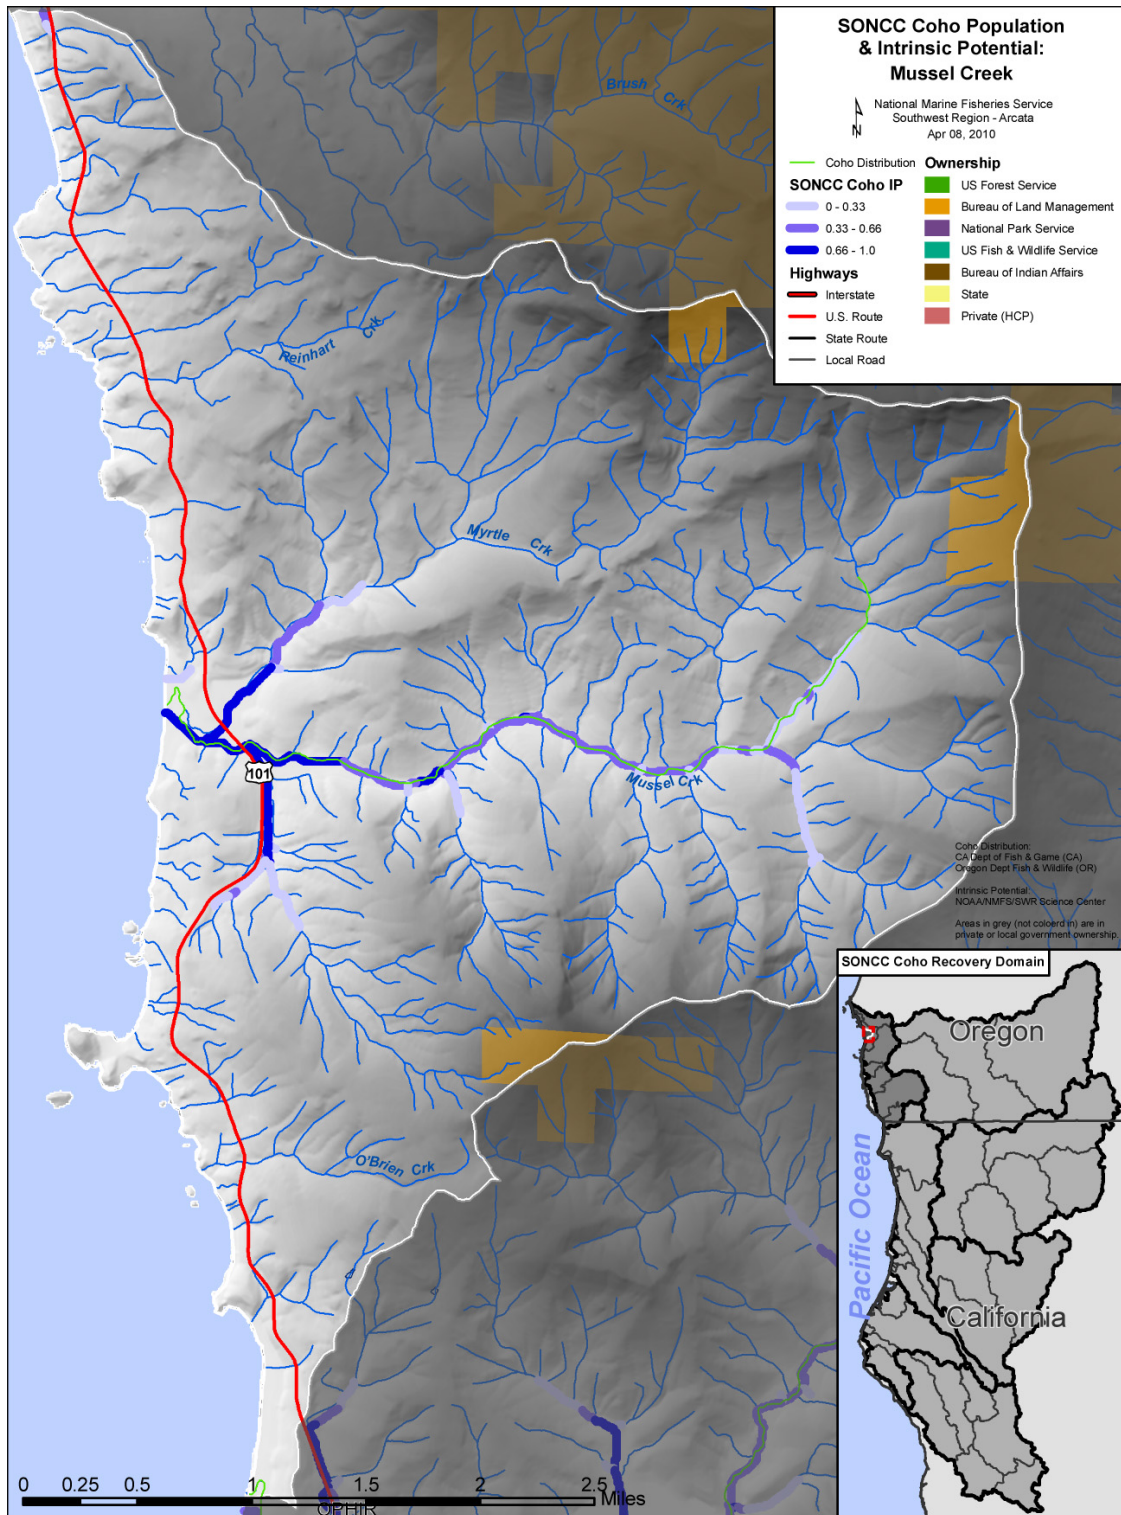 SONCC Coho Population
& Intrinsic Potential:
Mussel Creek
N
National Marine Fisheries Service
Southwest Region - Arcata
Apr 08, 2010
Coho Distribution
SONCC Coho IP
0 - 0.33
0.33 - 0.66
0.66 - 1.0
Highways
Interstate
U.S. Route
State Route
Local Road
Ownership
US Forest Service
Bureau of Land Management
National Park Service
US Fish & Wildlife Service
Bureau of Indian Affairs
State
Private (HCP)
Brush Crk
Reinhart Crk
Myrtle Crk
101
Mussel Crk
O'Brien Crk
Coho Distribution:
CA Dept of Fish & Game (CA)
Oregon Dept Fish & Wildlife (OR)
Intrinsic Potential:
NOAA/NMFS/SWR Science Center
Areas in grey (not coloerd in) are in
private or local government ownership.
SONCC Coho Recovery Domain
Oregon
Pacific Ocean
California
0 0.25 0.5 1 1.5 2 2.5
Miles
OPHIR